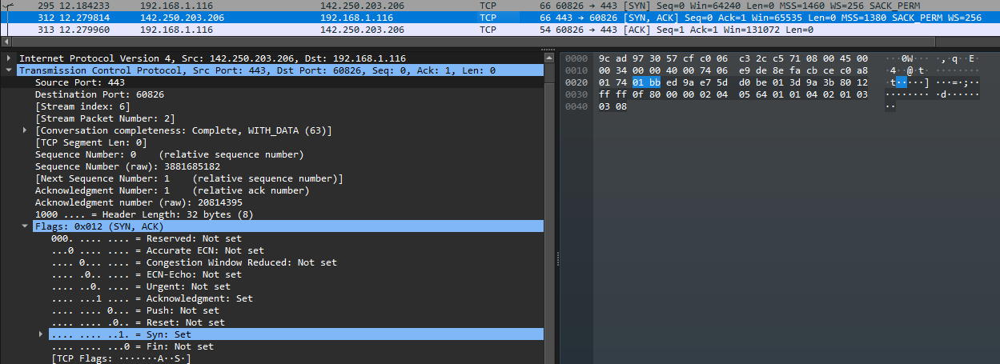 295 12.184233 192.168.1.116 142.250.203.206 TCP 66 60826 → 443 [SYN] Seq=0 Win=64240 Len=0 MSS=1460 WS=256 SACK_PERM
312 12.279814 142.250.203.206 192.168.1.116 TCP 66 443 → 60826 [SYN, ACK] Seq=0 Ack=1 Win=65535 Len=0 MSS=1380 SACK_PERM WS=256
313 12.279960 192.168.1.116 142.250.203.206 TCP 54 60826 → 443 [ACK] Seq=1 Ack=1 Win=131072 Len=0
Internet Protocol Version 4, Src: 142.250.203.206, Dst: 192.168.1.116
Transmission Control Protocol, Src Port: 443, Dst Port: 60826, Seq: 0, Ack: 1, Len: 0
Source Port: 443
Destination Port: 60826
[Stream index: 6]
[Stream Packet Number: 2]
[Conversation completeness: Complete, WITH_DATA (63)]
[TCP Segment Len: 0]
Sequence Number: 0    (relative sequence number)
Sequence Number (raw): 3881685182
[Next Sequence Number: 1    (relative sequence number)]
Acknowledgment Number: 1    (relative ack number)
Acknowledgment number (raw): 20814395
1000 .... = Header Length: 32 bytes (8)
Flags: 0x012 (SYN, ACK)
000. .... .... = Reserved: Not set
...0 .... .... = Accurate ECN: Not set
.... 0... .... = Congestion Window Reduced: Not set
.... .0.. .... = ECN-Echo: Not set
.... ..0. .... = Urgent: Not set
.... ...1 .... = Acknowledgment: Set
.... .... 0... = Push: Not set
.... .... .0.. = Reset: Not set
.... .... ..1. = Syn: Set
.... .... ...0 = Fin: Not set
[TCP Flags: ·······A··S·]
0000 9c ad 97 30 57 cf c0 06 c3 2c c5 71 08 00 45 00 ···0W··· ·,·q··E·
0010 00 34 00 00 40 00 74 06 e9 de 8e fa cb ce c0 a8 ·4··@·t· ········
0020 01 74 01 bb ed 9a e7 5d d0 be 01 3d 9a 3b 80 12 ·t·····] ···=·;··
0030 ff ff 0f 80 00 00 02 04 05 64 01 01 04 02 01 03 ········ ·d······
0040 03 08 ··